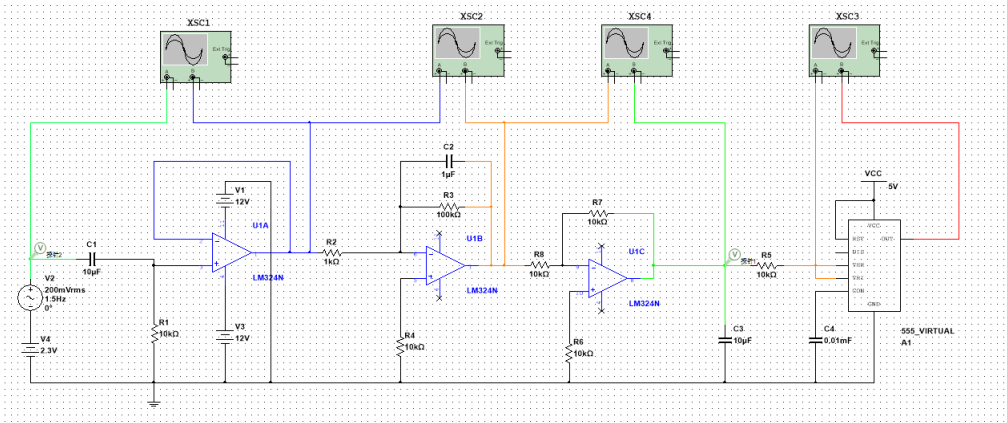 XSC1
XSC2
XSC4
XSC3
Ext Trig
Ext Trig
Ext Trig
Ext Trig
A
B
A
B
A
B
A
B
C2
1µF
VCC
5V
V1
12V
R3
100kΩ
R7
10kΩ
U1A
U1B
U1C
VCC
RST
OUT
DIS
THR
TRI
CON
GND
C1
10µF
R2
1kΩ
R8
10kΩ
R5
10kΩ
LM324N
LM324N
LM324N
V2
200mVrms
1.5Hz
0°
V4
2.3V
R1
10kΩ
V3
12V
R4
10kΩ
R6
10kΩ
C3
10µF
C4
0.01mF
555_VIRTUAL
A1